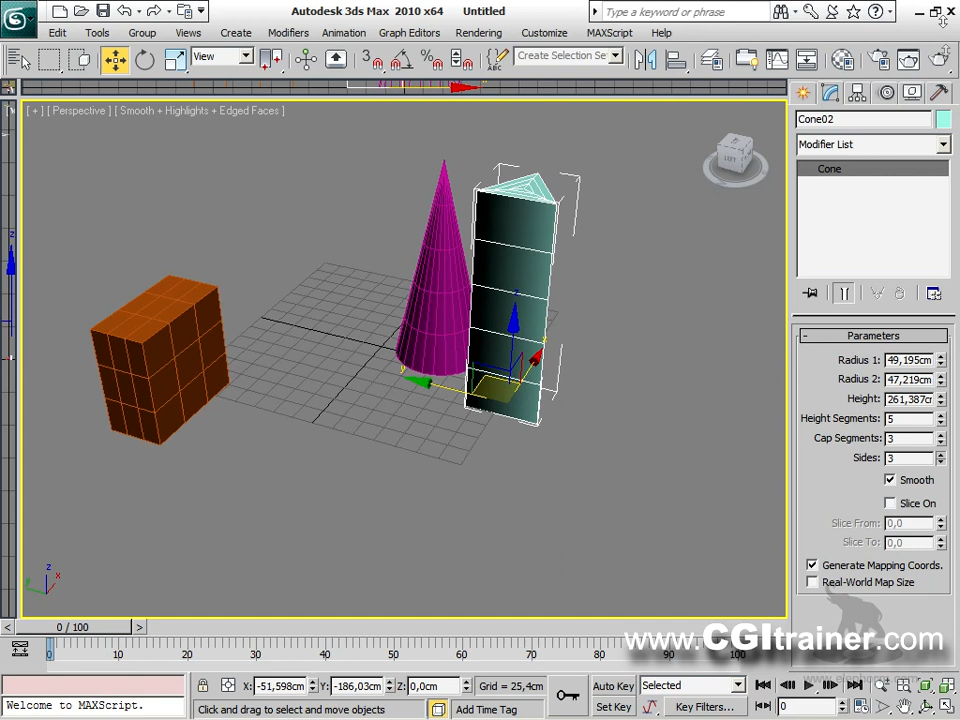 Autodesk 3ds Max 2010 x64 Untitled
Type a keyword or phrase
Edit Tools Group Views Create Modifiers Animation Graph Editors Rendering Customize MAXScript Help
View
Create Selection Se
[ + ] [ Perspective ] [ Smooth + Highlights + Edged Faces ]
LEFT
Cone02
Modifier List
Cone
Parameters
Radius 1: 49,195cm
Radius 2: 47,219cm
Height: 261,387cr
Height Segments: 5
Cap Segments: 3
Sides: 3
Smooth
Slice On
Slice From: 0,0
Slice To: 0,0
Generate Mapping Coords.
Real-World Map Size
z
x
y
< 0 / 100 >
0 10 20 30 40 50 60 70 80 90 100
www.CGItrainer.com
X: -51,598cm Y: -186,03cm Z: 0,0cm Grid = 25,4cm
Auto Key Selected
Welcome to MAXScript.
Click and drag to select and move objects
Add Time Tag
Set Key Key Filters... 0